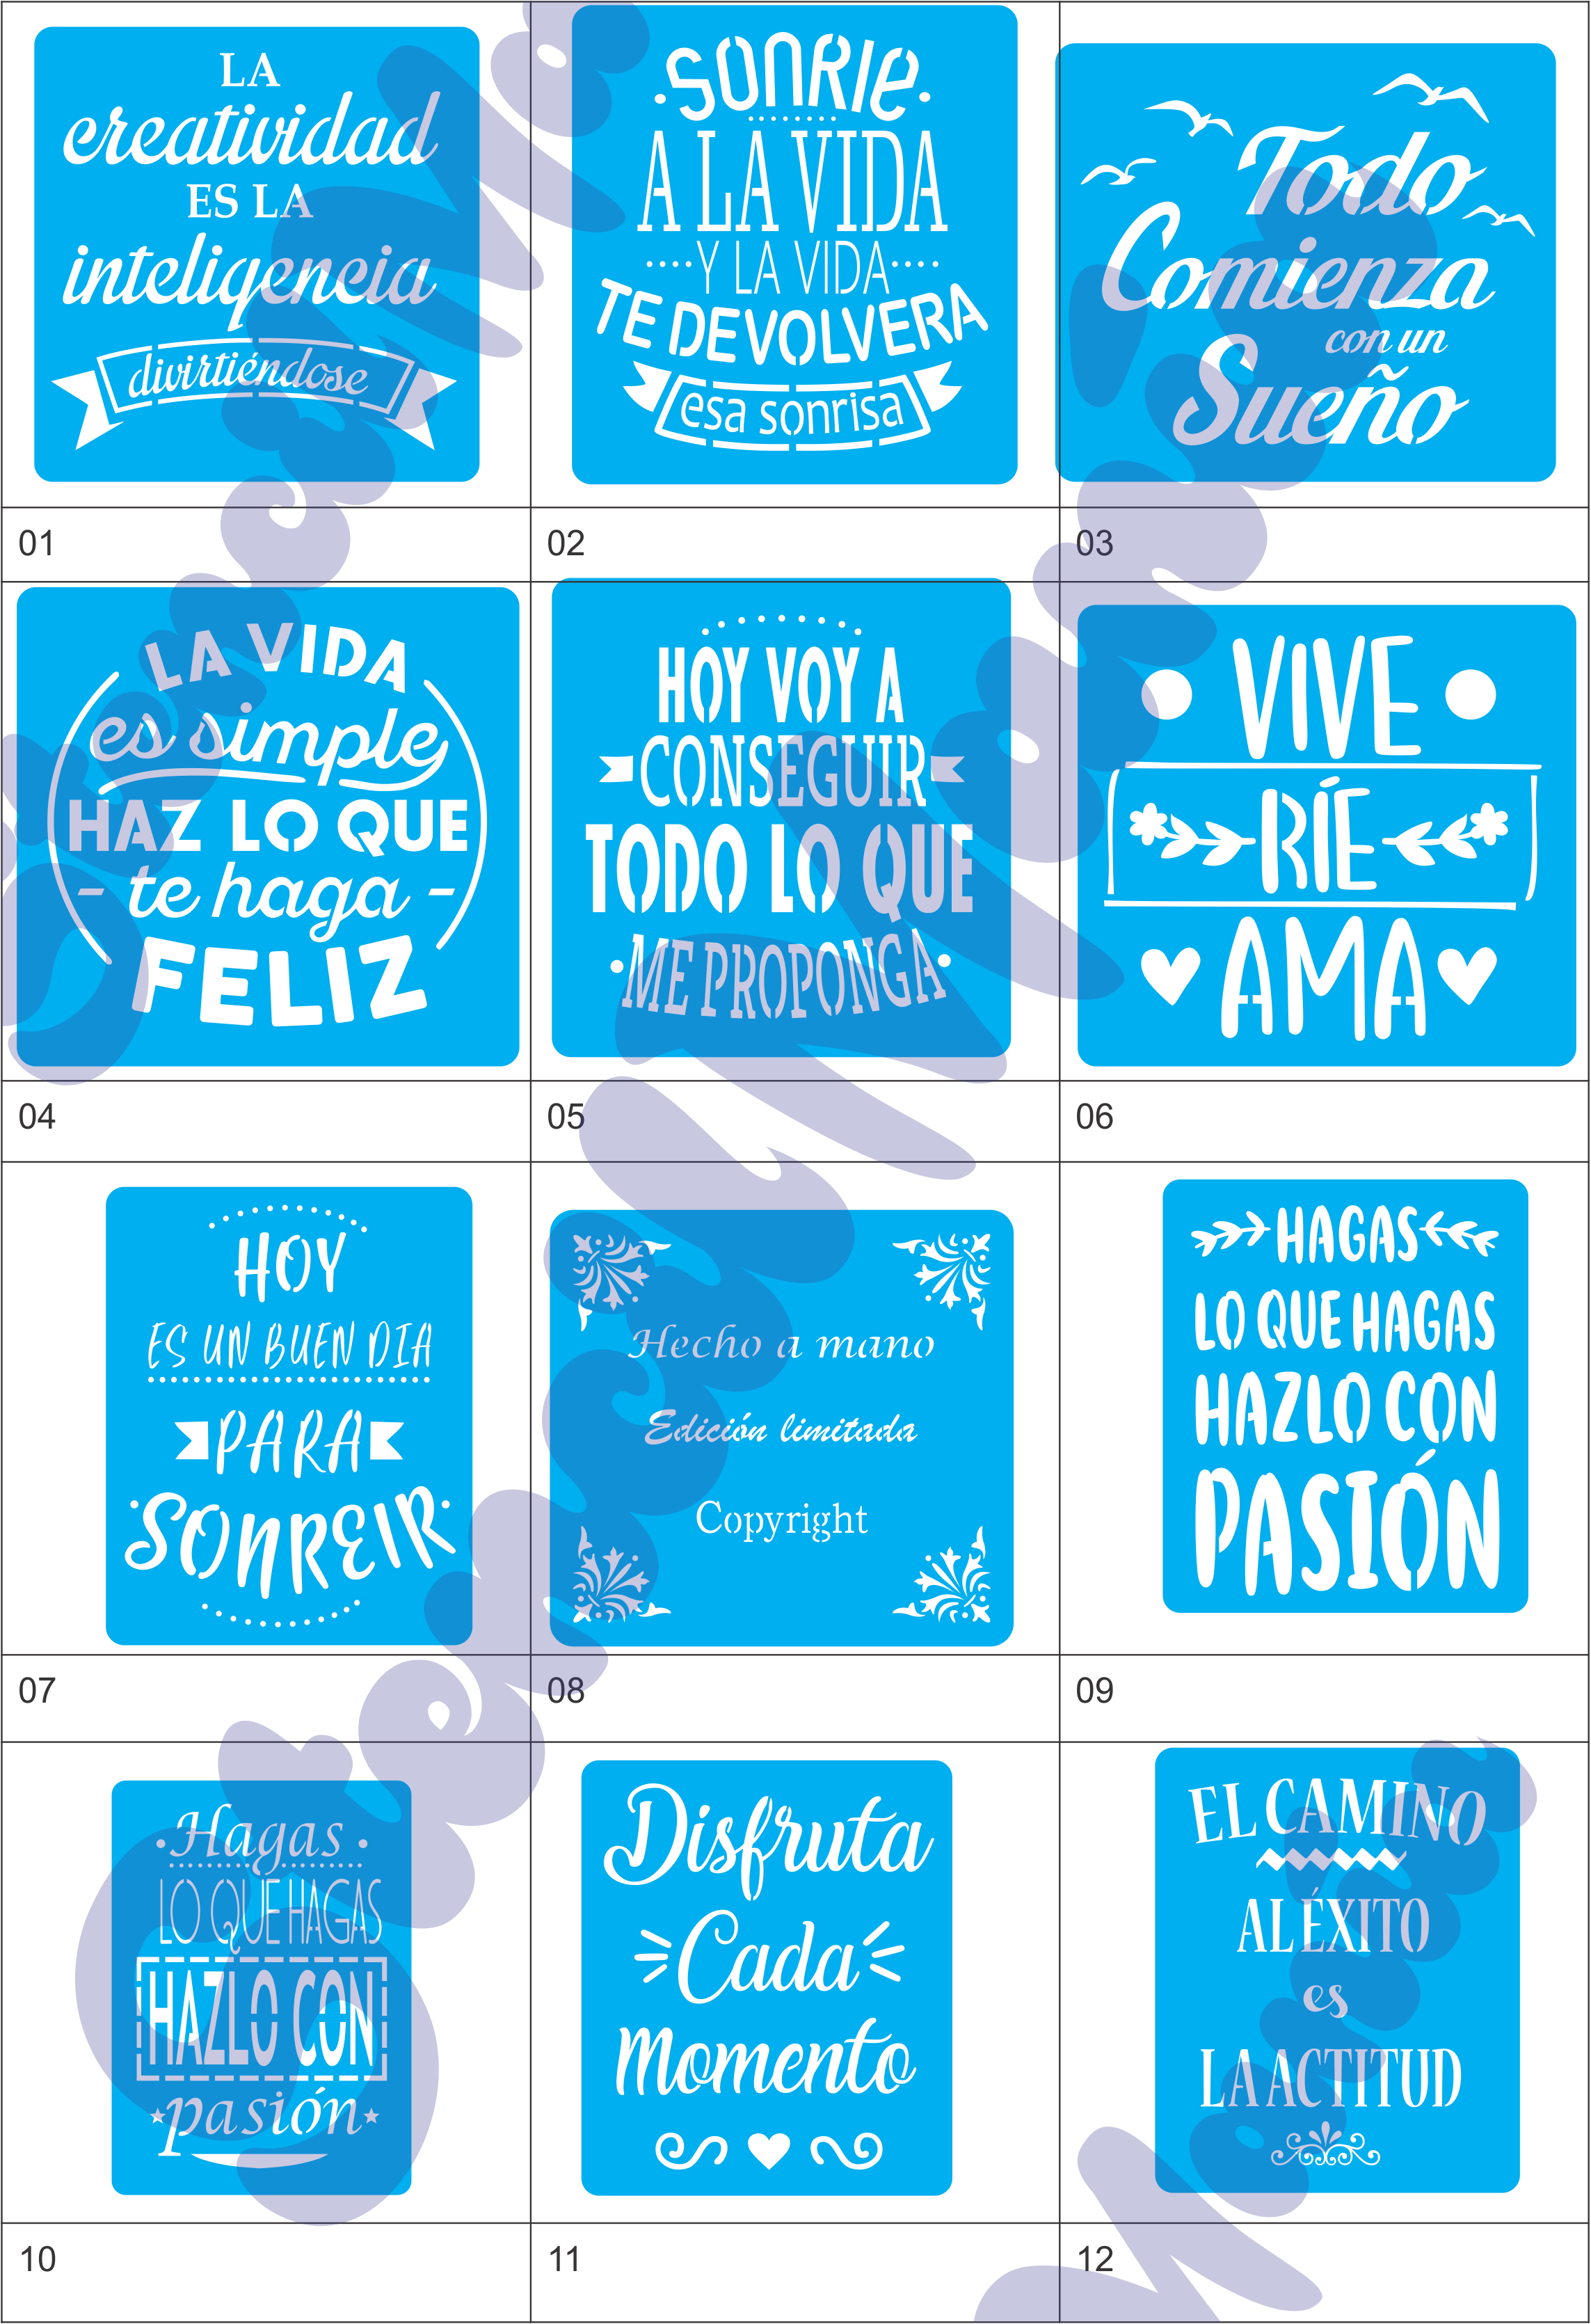 LA
creatividad
ES LA
inteligencia
divirtiéndose
01
SONRIE
A LA VIDA
Y LA VIDA
TE DEVOLVERA
esa sonrisa
02
Todo
Comienza
con un
Sueño
03
LA VIDA
es simple
HAZ LO QUE
- te haga -
FELIZ
04
HOY VOY A
CONSEGUIR
TODO LO QUE
ME PROPONGA
05
VIVE
RÍE
AMA
06
HOY
ES UN BUEN DIA
PARA
SONREIR
07
Hecho a mano
Edición limitada
Copyright
08
HAGAS
LO QUE HAGAS
HAZLO CON
PASIÓN
09
Hagas
LO QUE HAGAS
HAZLO CON
pasión
10
Disfruta
Cada
Momento
11
EL CAMINO
AL ÉXITO
es
LA ACTITUD
12